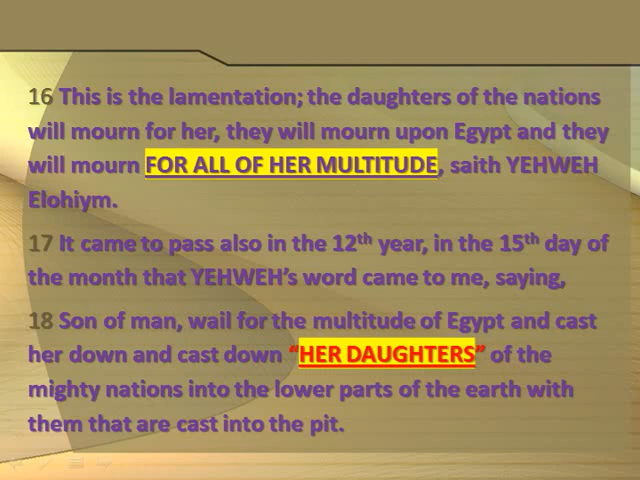 16 This is the lamentation; the daughters of the nations
will mourn for her, they will mourn upon Egypt and they
will mourn FOR ALL OF HER MULTITUDE, saith YEHWEH
Elohiym.
17 It came to pass also in the 12th year, in the 15th day of
the month that YEHWEH’s word came to me, saying,
18 Son of man, wail for the multitude of Egypt and cast
her down and cast down “HER DAUGHTERS” of the
mighty nations into the lower parts of the earth with
them that are cast into the pit.